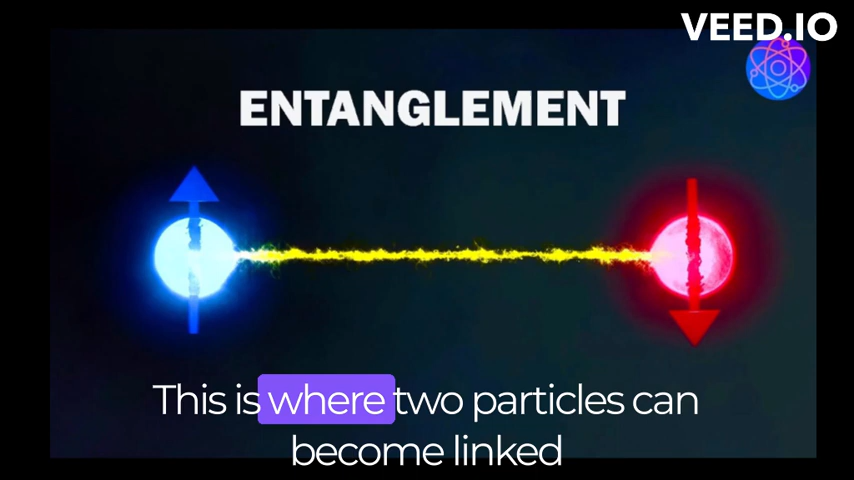 VEED.IO
ENTANGLEMENT
This is where two particles can
become linked